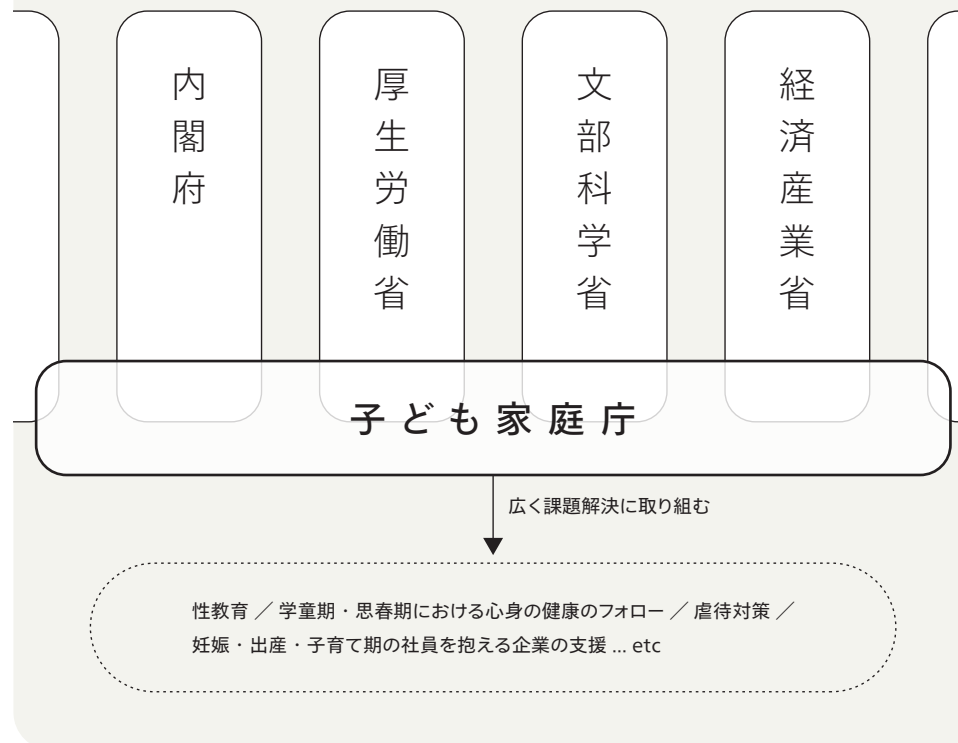 内閣府
厚生労働省
文部科学省
経済産業省
子ども家庭庁
広く課題解決に取り組む
性教育 ／ 学童期・思春期における心身の健康のフォロー ／ 虐待対策 ／
妊娠・出産・子育て期の社員を抱える企業の支援 ... etc